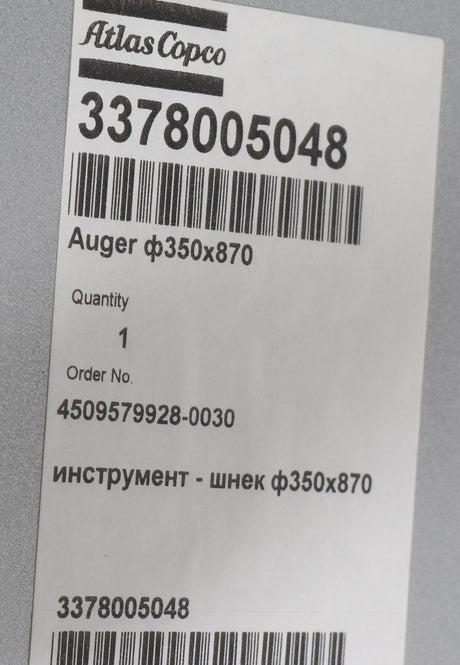 Atlas Copco
3378005048
Auger ф350x870
Quantity
1
Order No.
4509579928-0030
инструмент - шнек ф350x870
3378005048